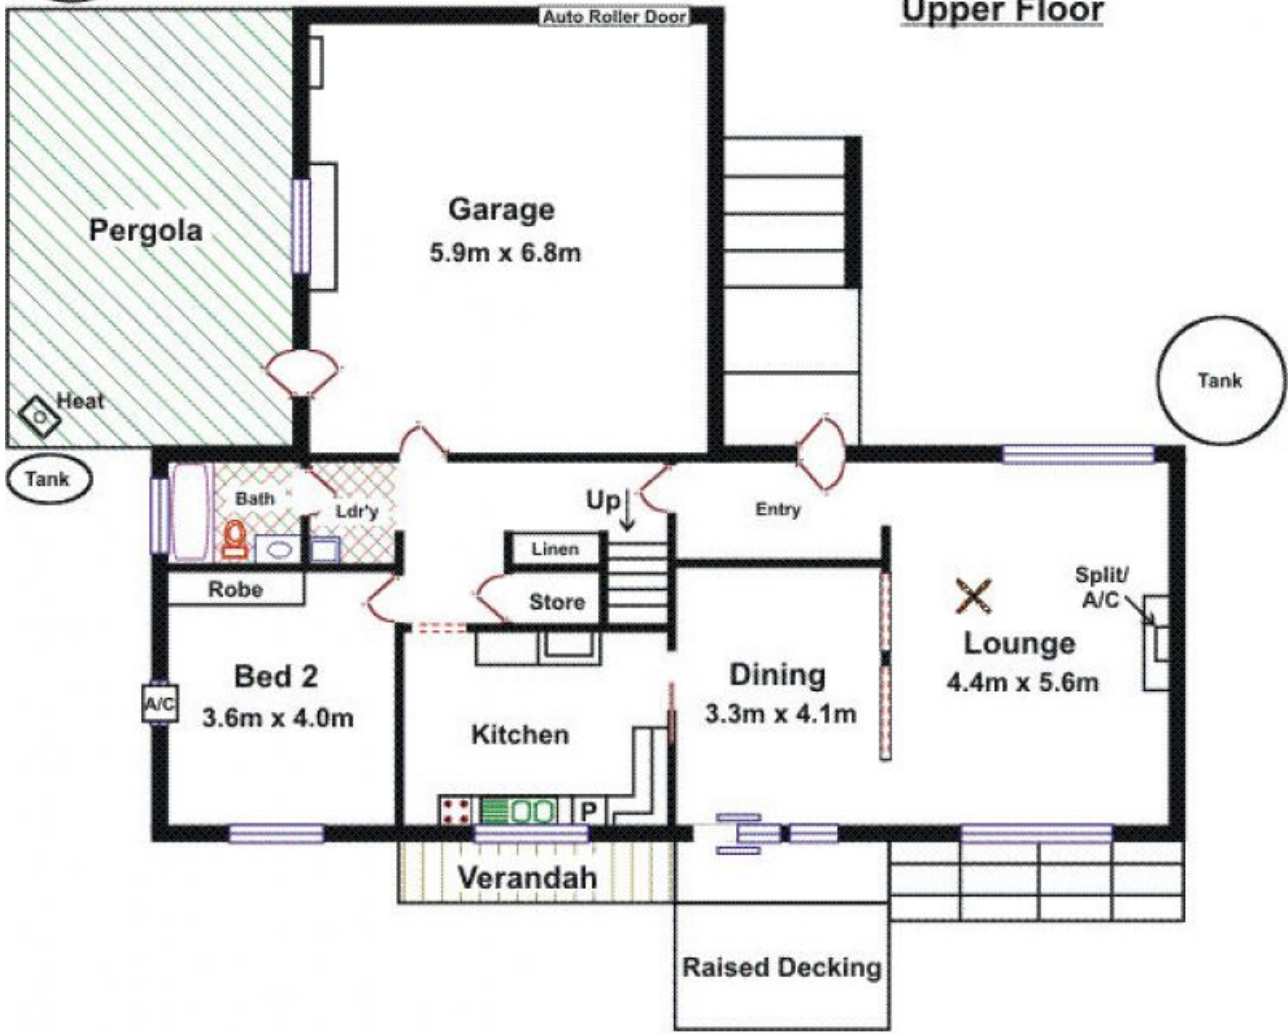 Upper Floor
Auto Roller Door
Garage
5.9m x 6.8m
Pergola
Heat
Tank
Tank
Bath
Ldr'y
Up
Entry
Linen
Store
Robe
Split/
A/C
Lounge
4.4m x 5.6m
Bed 2
3.6m x 4.0m
A/C
Dining
3.3m x 4.1m
Kitchen
P
Verandah
Raised Decking